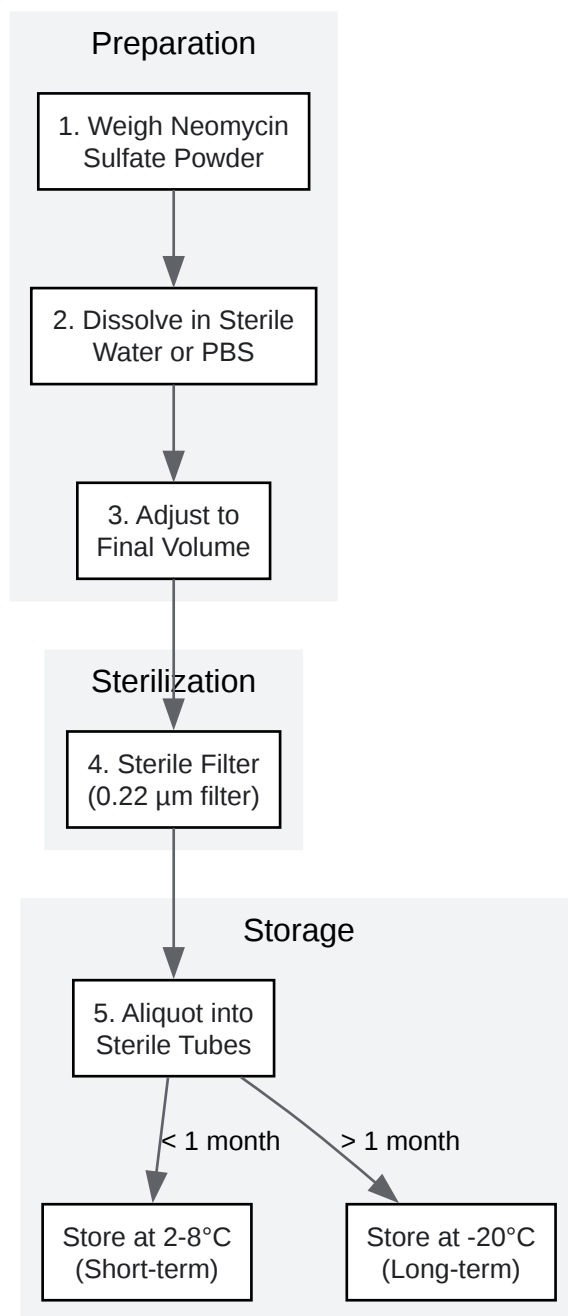 Preparation
1. Weigh Neomycin
Sulfate Powder
2. Dissolve in Sterile
Water or PBS
3. Adjust to
Final Volume
Sterilization
4. Sterile Filter
(0.22 µm filter)
Storage
5. Aliquot into
Sterile Tubes
< 1 month
> 1 month
Store at 2-8°C
(Short-term)
Store at -20°C
(Long-term)